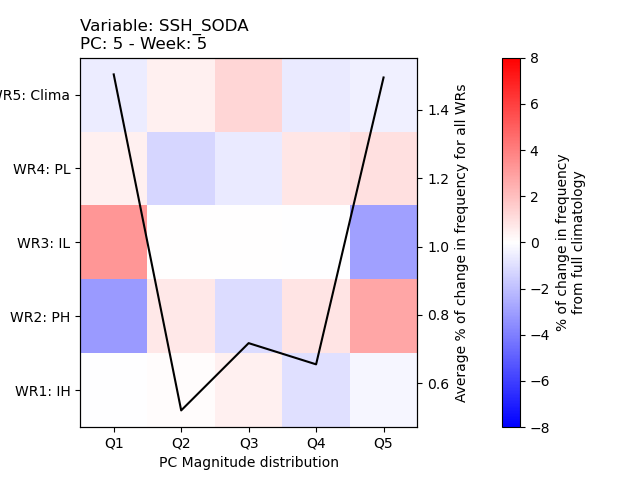 Variable: SSH_SODA
PC: 5 - Week: 5
WR5: Clima
WR4: PL
WR3: IL
WR2: PH
WR1: IH
Q1 Q2 Q3 Q4 Q5
PC Magnitude distribution
1.4
1.2
1.0
0.8
0.6
Average % of change in frequency for all WRs
8
6
4
2
0
−2
−4
−6
−8
% of change in frequency
from full climatology